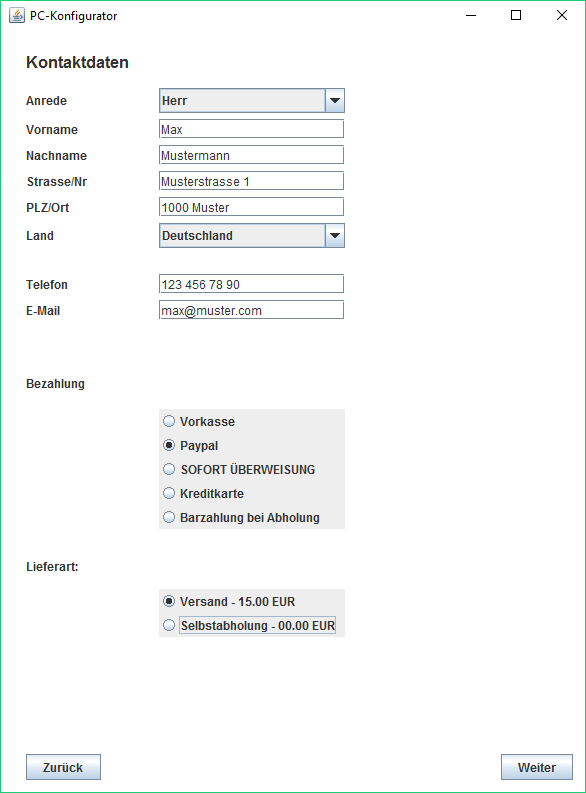 PC-Konfigurator
Kontaktdaten
Anrede Herr
Vorname Max
Nachname Mustermann
Strasse/Nr Musterstrasse 1
PLZ/Ort 1000 Muster
Land Deutschland
Telefon 123 456 78 90
E-Mail max@muster.com
Bezahlung
Vorkasse
Paypal
SOFORT ÜBERWEISUNG
Kreditkarte
Barzahlung bei Abholung
Lieferart:
Versand - 15.00 EUR
Selbstabholung - 00.00 EUR
Zurück Weiter